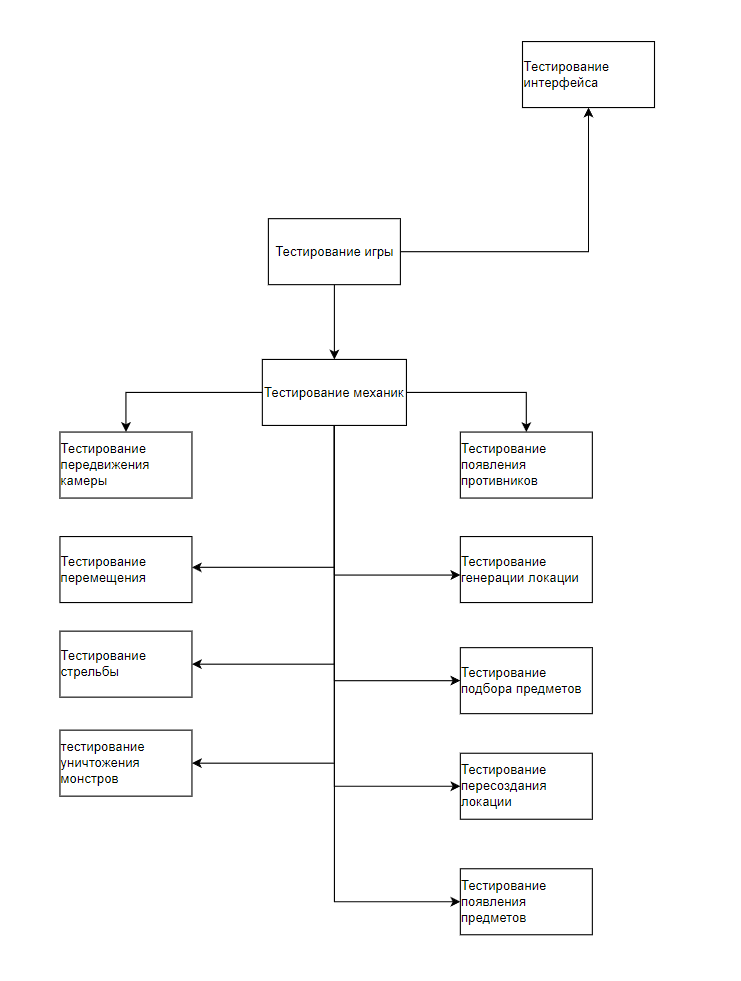 Тестирование
интерфейса
Тестирование игры
Тестирование механик
Тестирование
передвижения
камеры
Тестирование
появления
противников
Тестирование
перемещения
Тестирование
генерации локации
Тестирование
стрельбы
Тестирование
подбора предметов
тестирование
уничтожения
монстров
Тестирование
пересоздания
локации
Тестирование
появления
предметов